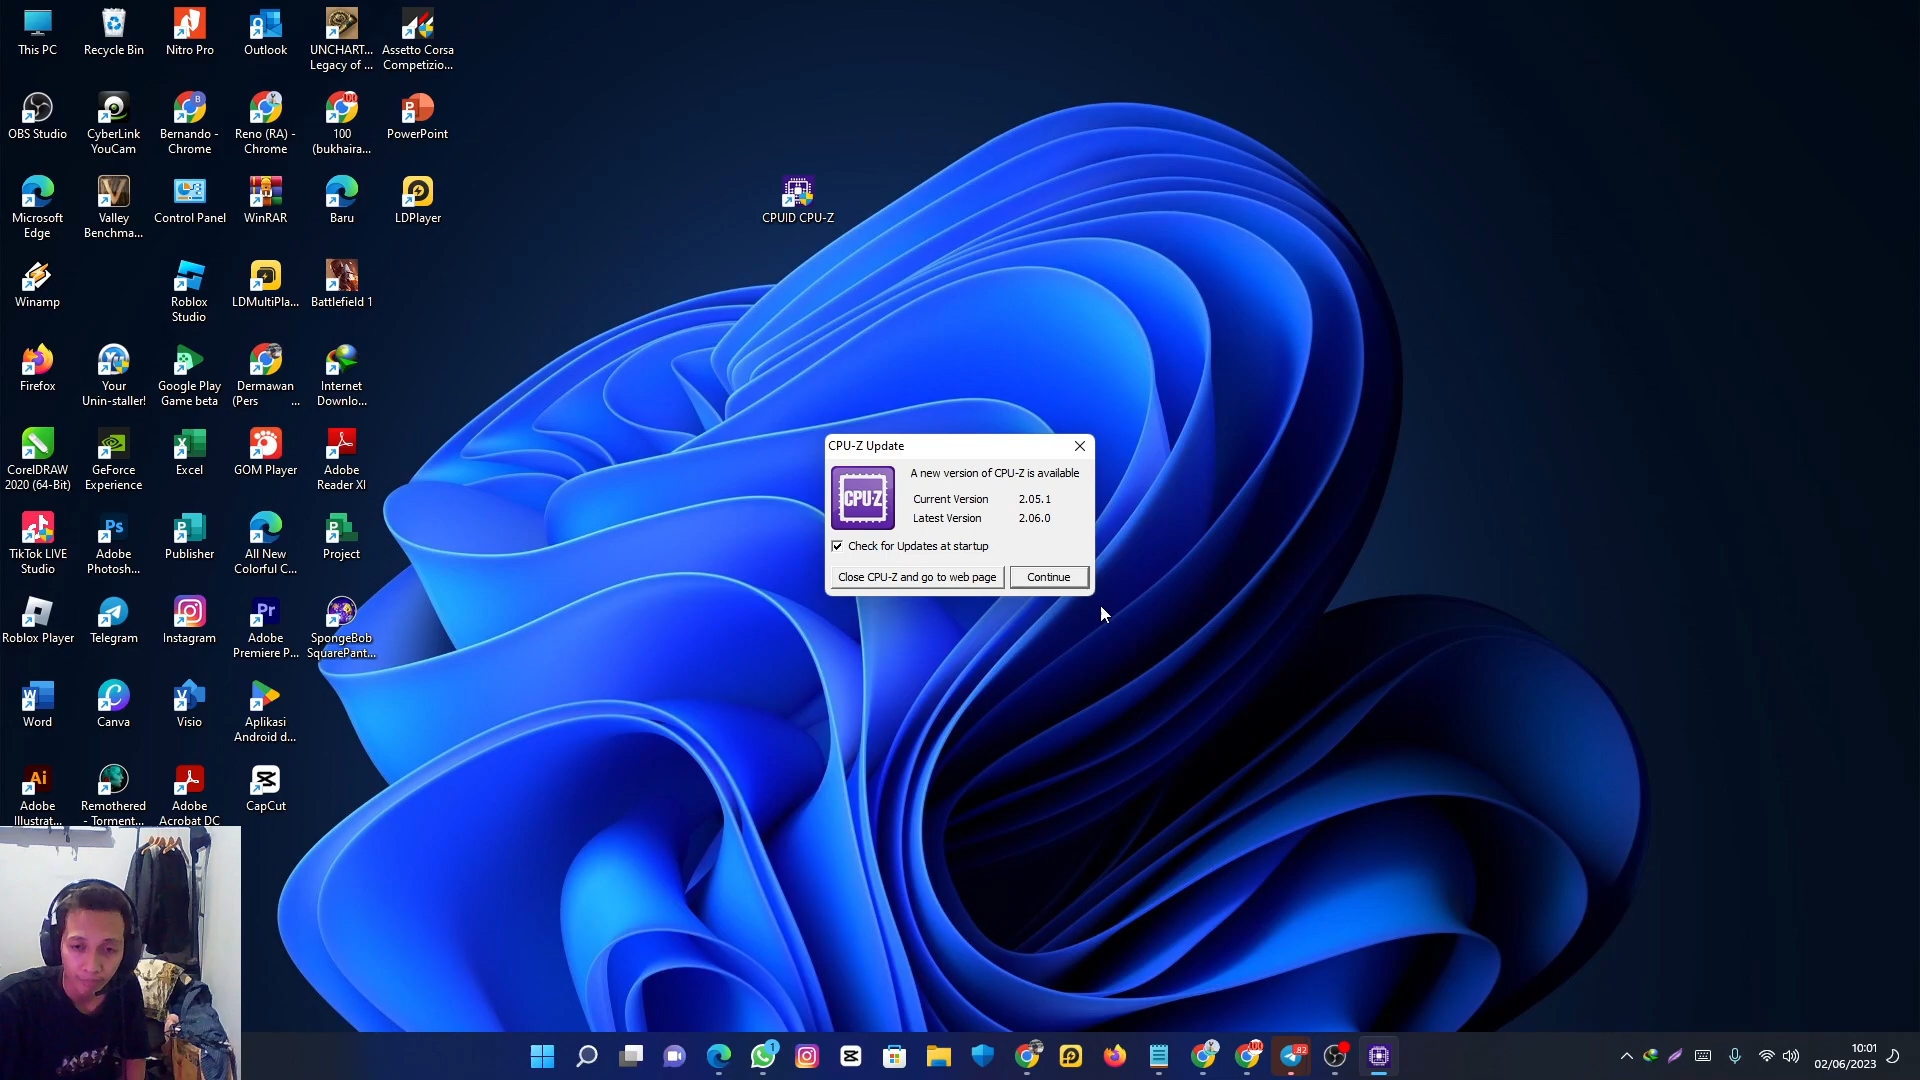 This PC
Recycle Bin
Nitro Pro
Outlook
UNCHART...
Legacy of ...
Assetto Corsa
Competizio...
OBS Studio
CyberLink
YouCam
Bernando -
Chrome
Reno (RA) -
Chrome
100
(bukhaira...
PowerPoint
Microsoft
Edge
Valley
Benchma...
Control Panel
WinRAR
Baru
LDPlayer
CPUID CPU-Z
Winamp
Roblox
Studio
LDMultiPla...
Battlefield 1
Firefox
Your
Unin-staller!
Google Play
Game beta
Dermawan
(Pers ...
Internet
Downlo...
CorelDRAW
2020 (64-Bit)
GeForce
Experience
Excel
GOM Player
Adobe
Reader XI
TikTok LIVE
Studio
Adobe
Photosh...
Publisher
All New
Colorful C...
Project
Roblox Player
Telegram
Instagram
Adobe
Premiere P...
SpongeBob
SquarePant...
Word
Canva
Visio
Aplikasi
Android d...
Adobe
Illustrat...
Remothered
- Torment...
Adobe
Acrobat DC
CapCut
CPU-Z Update
CPU-Z
A new version of CPU-Z is available
Current Version 2.05.1
Latest Version 2.06.0
Check for Updates at startup
Close CPU-Z and go to web page
Continue
1
82
10:01
02/06/2023